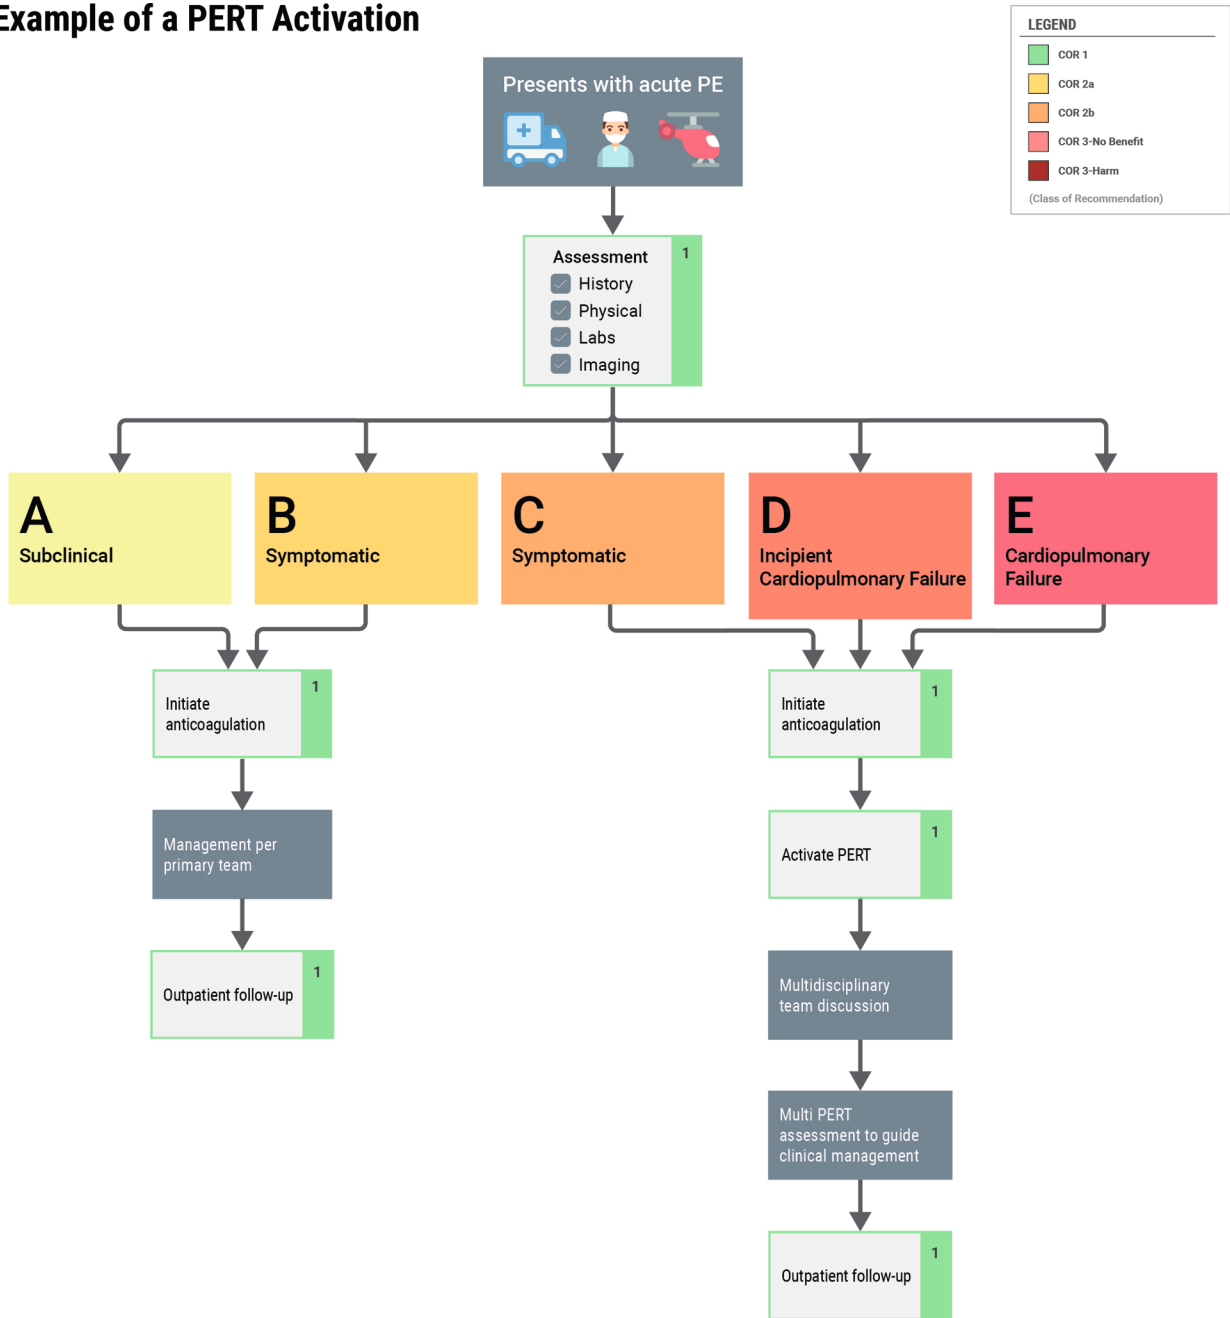 Example of a PERT Activation
LEGEND
COR 1
COR 2a
COR 2b
COR 3-No Benefit
COR 3-Harm
(Class of Recommendation)
Presents with acute PE
Assessment
1
History
Physical
Labs
Imaging
A
Subclinical
B
Symptomatic
C
Symptomatic
D
Incipient
Cardiopulmonary Failure
E
Cardiopulmonary
Failure
Initiate
anticoagulation
1
Management per
primary team
Outpatient follow-up
1
Initiate
anticoagulation
1
Activate PERT
1
Multidisciplinary
team discussion
Multi PERT
assessment to guide
clinical management
Outpatient follow-up
1